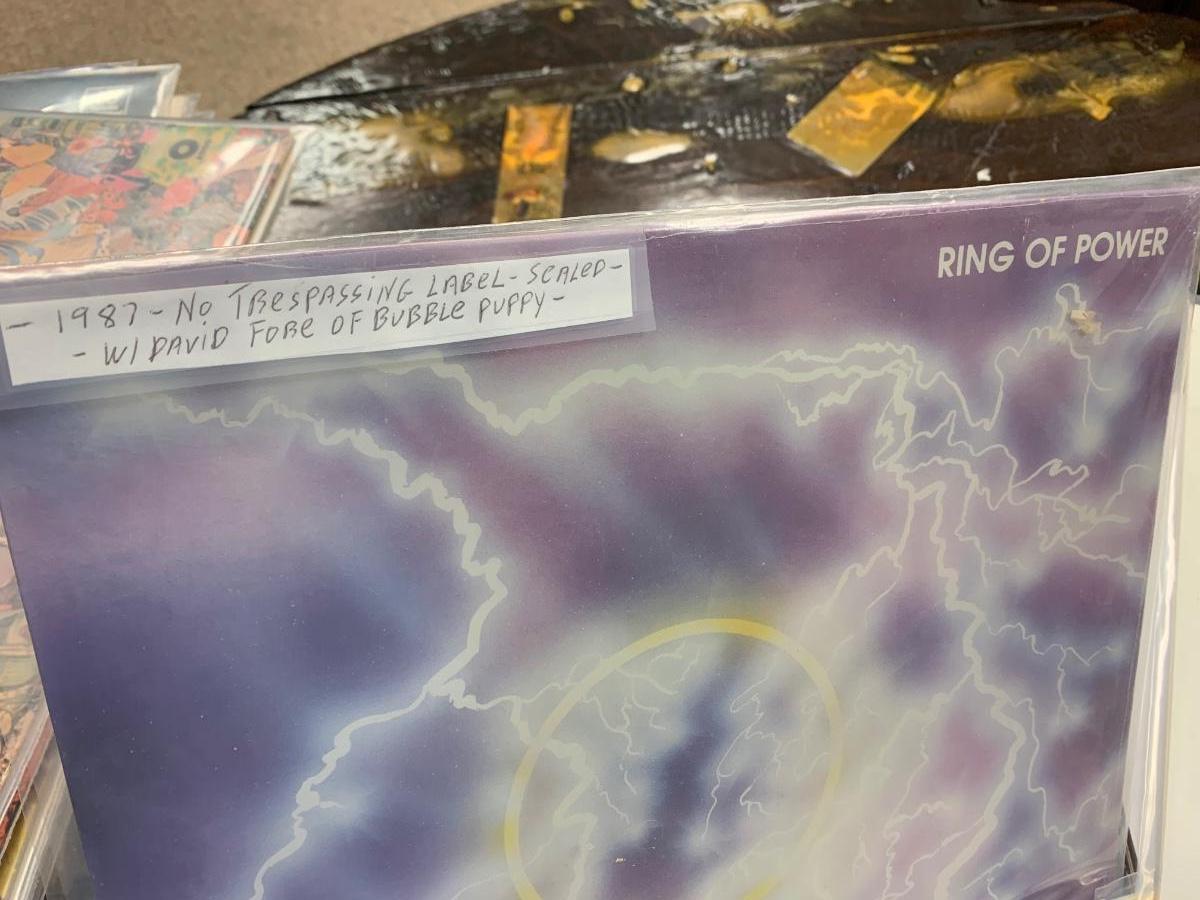 RING OF POWER
- 1987 - NO TRESPASSING LABEL - SEALED -
- W/ DAVID FORE OF BUBBLE PUPPY -